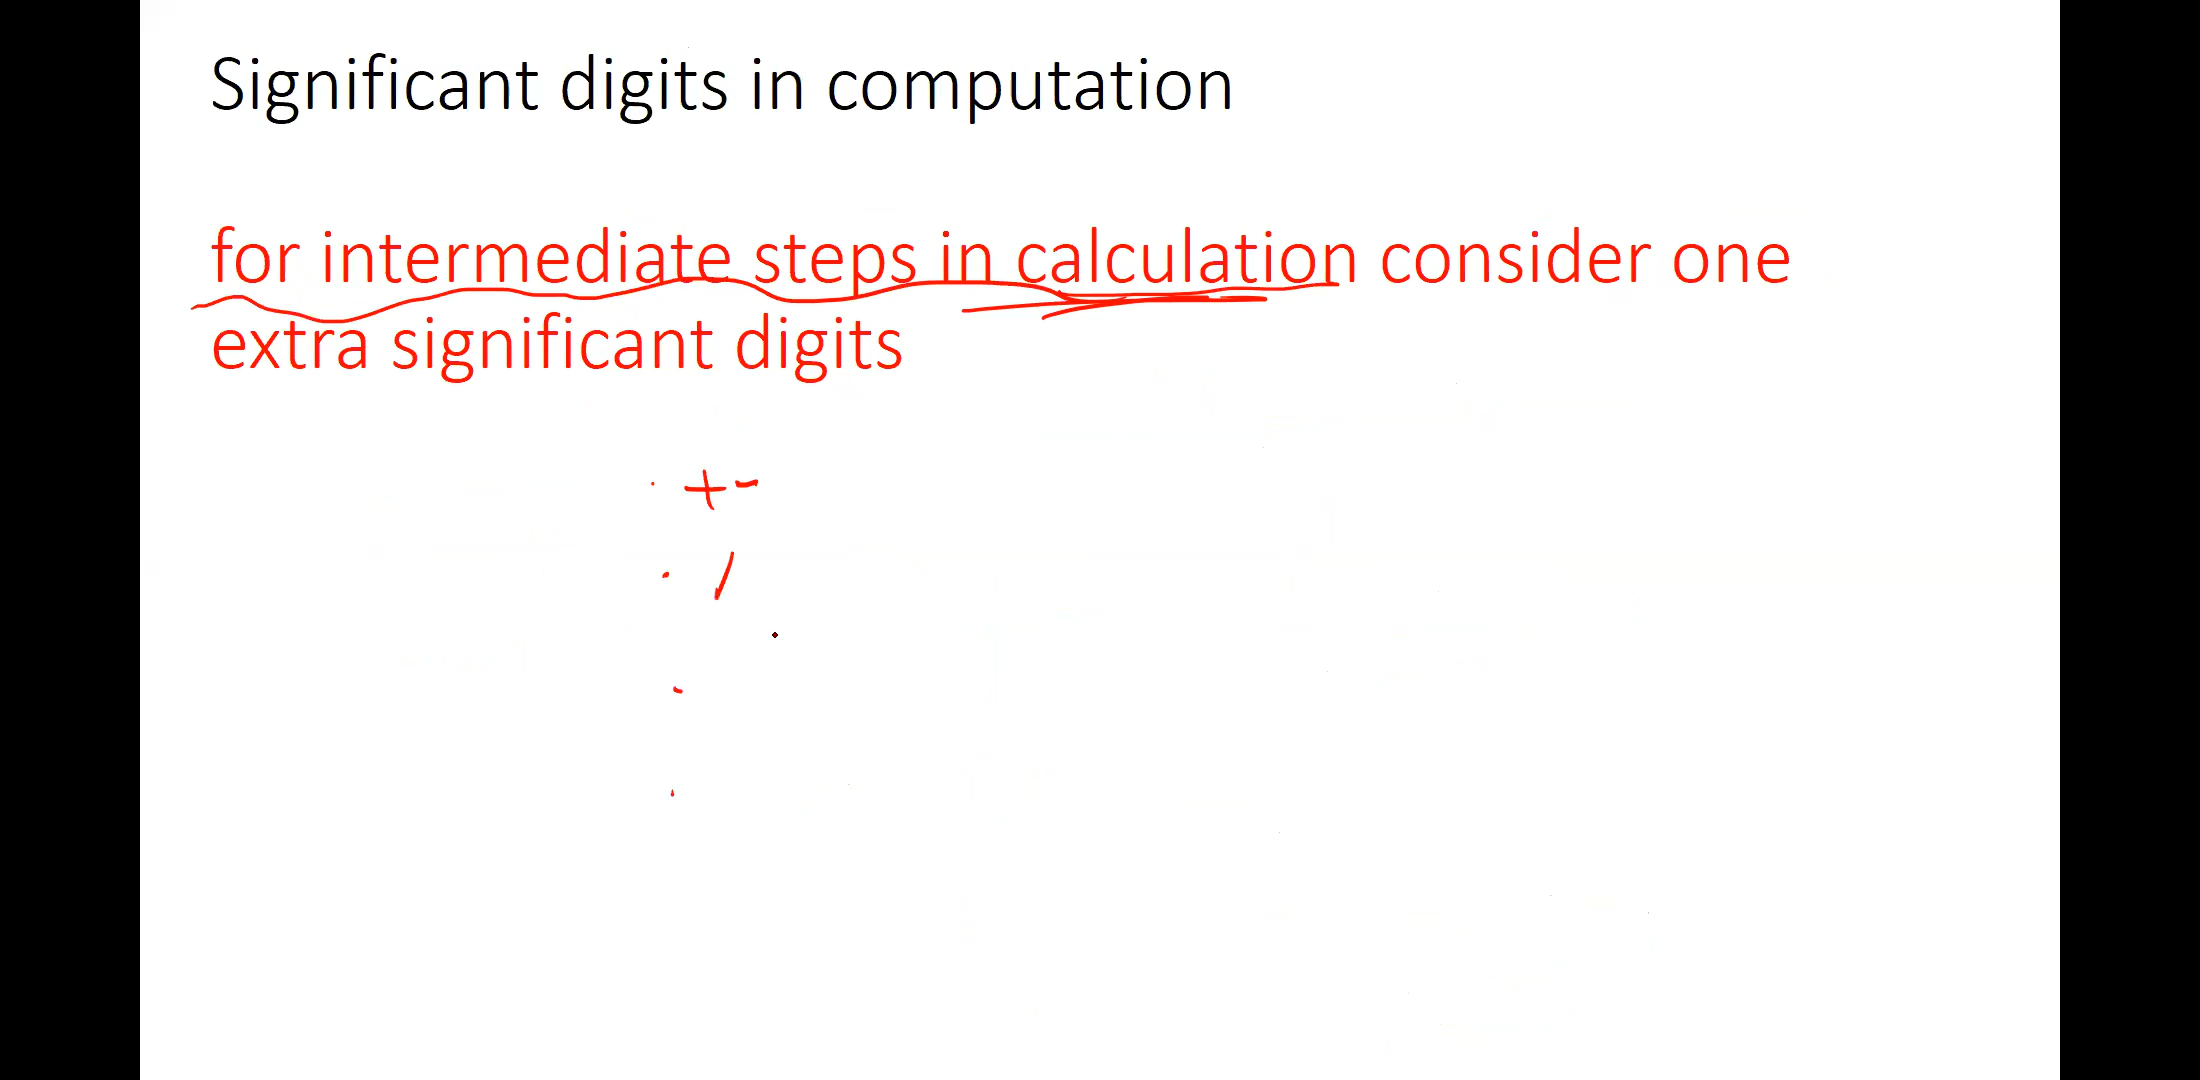 Significant digits in computation
for intermediate steps in calculation consider one
extra significant digits
+ -
/